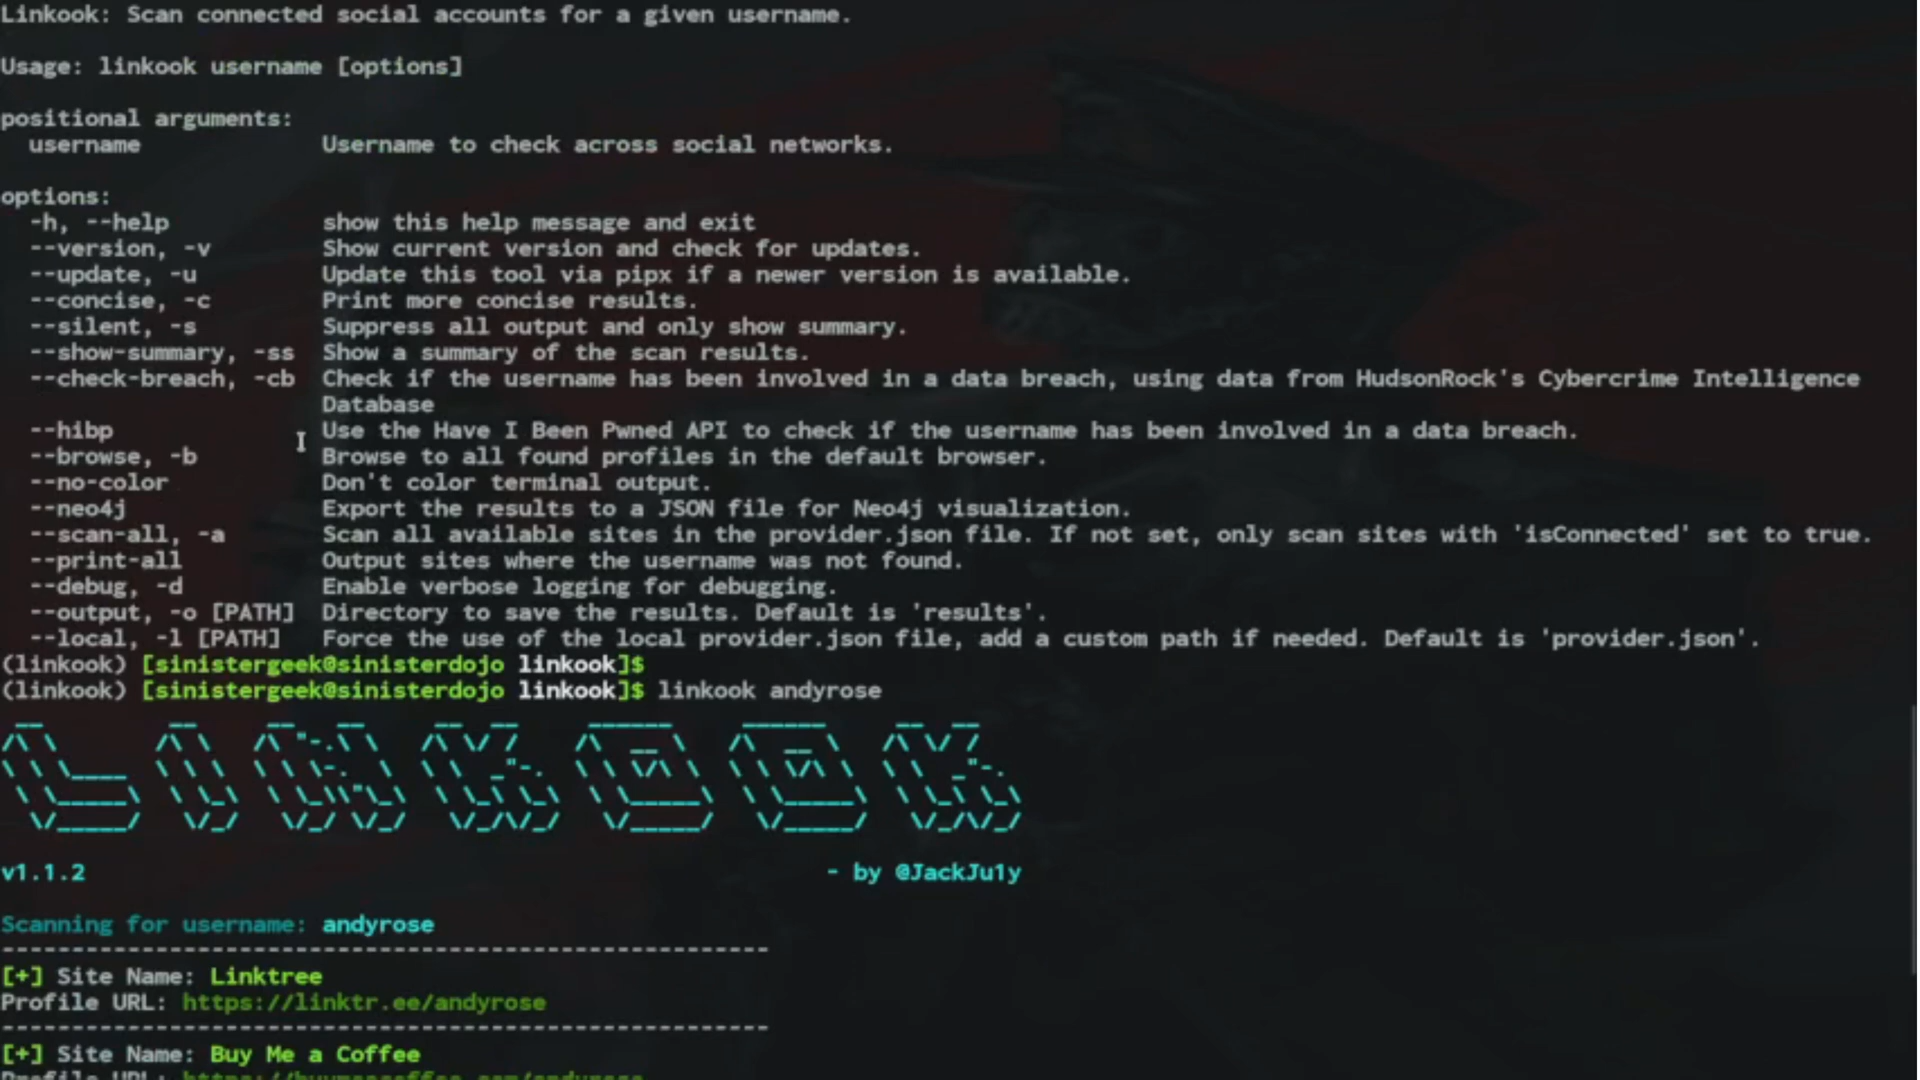 Linkook: Scan connected social accounts for a given username.
Usage: linkook username [options]
positional arguments:
username Username to check across social networks.
options:
-h, --help show this help message and exit
--version, -v Show current version and check for updates.
--update, -u Update this tool via pipx if a newer version is available.
--concise, -c Print more concise results.
--silent, -s Suppress all output and only show summary.
--show-summary, -ss Show a summary of the scan results.
--check-breach, -cb Check if the username has been involved in a data breach, using data from HudsonRock's Cybercrime Intelligence
Database
--hibp Use the Have I Been Pwned API to check if the username has been involved in a data breach.
--browse, -b Browse to all found profiles in the default browser.
--no-color Don't color terminal output.
--neo4j Export the results to a JSON file for Neo4j visualization.
--scan-all, -a Scan all available sites in the provider.json file. If not set, only scan sites with 'isConnected' set to true.
--print-all Output sites where the username was not found.
--debug, -d Enable verbose logging for debugging.
--output, -o [PATH] Directory to save the results. Default is 'results'.
--local, -l [PATH] Force the use of the local provider.json file, add a custom path if needed. Default is 'provider.json'.
(linkook) [sinistergeek@sinisterdojo linkook]$
(linkook) [sinistergeek@sinisterdojo linkook]$ linkook andyrose
LINKOOK
v1.1.2 - by @JackJu1y
Scanning for username: andyrose
-------------------------------------------------------
[+] Site Name: Linktree
Profile URL: https://linktr.ee/andyrose
-------------------------------------------------------
[+] Site Name: Buy Me a Coffee